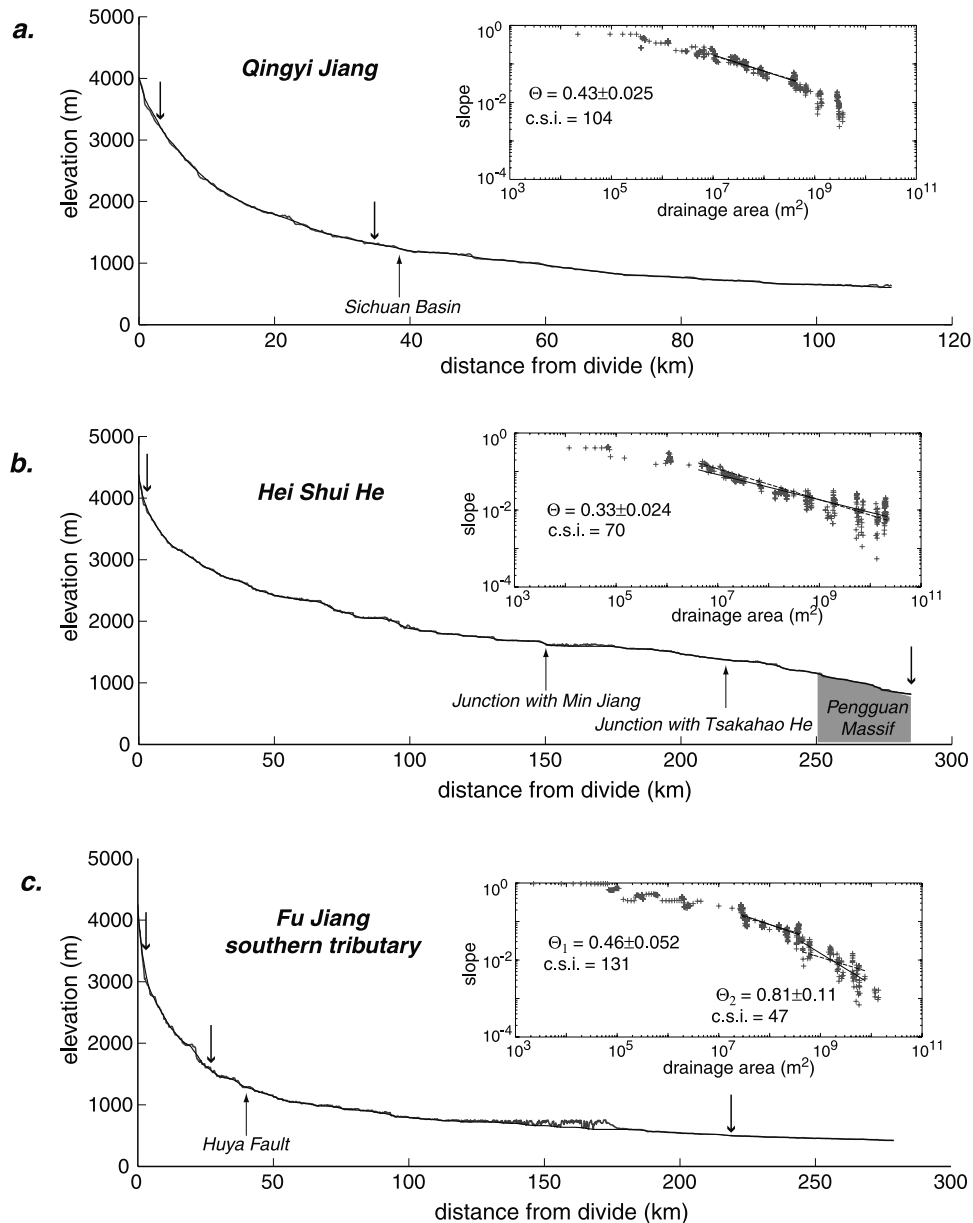 a.
Qingyi Jiang
elevation (m)
4000
3000
2000
1000
0
0 20 40 60 80 100 120
distance from divide (km)
Sichuan Basin
slope
10^0
10^-2
10^-4
10^3 10^5 10^7 10^9 10^11
drainage area (m^2)
Θ = 0.43±0.025
c.s.i. = 104
b.
Hei Shui He
elevation (m)
5000
4000
3000
2000
1000
0
0 50 100 150 200 250 300
distance from divide (km)
Junction with Min Jiang
Junction with Tsakahao He
Pengguan
Massif
slope
10^0
10^-2
10^-4
10^3 10^5 10^7 10^9 10^11
drainage area (m^2)
Θ = 0.33±0.024
c.s.i. = 70
c.
Fu Jiang
southern tributary
elevation (m)
5000
4000
3000
2000
1000
0
0 50 100 150 200 250 300
distance from divide (km)
Huya Fault
slope
10^0
10^-2
10^-4
10^3 10^5 10^7 10^9 10^11
drainage area (m^2)
Θ1 = 0.46±0.052
c.s.i. = 131
Θ2 = 0.81±0.11
c.s.i. = 47